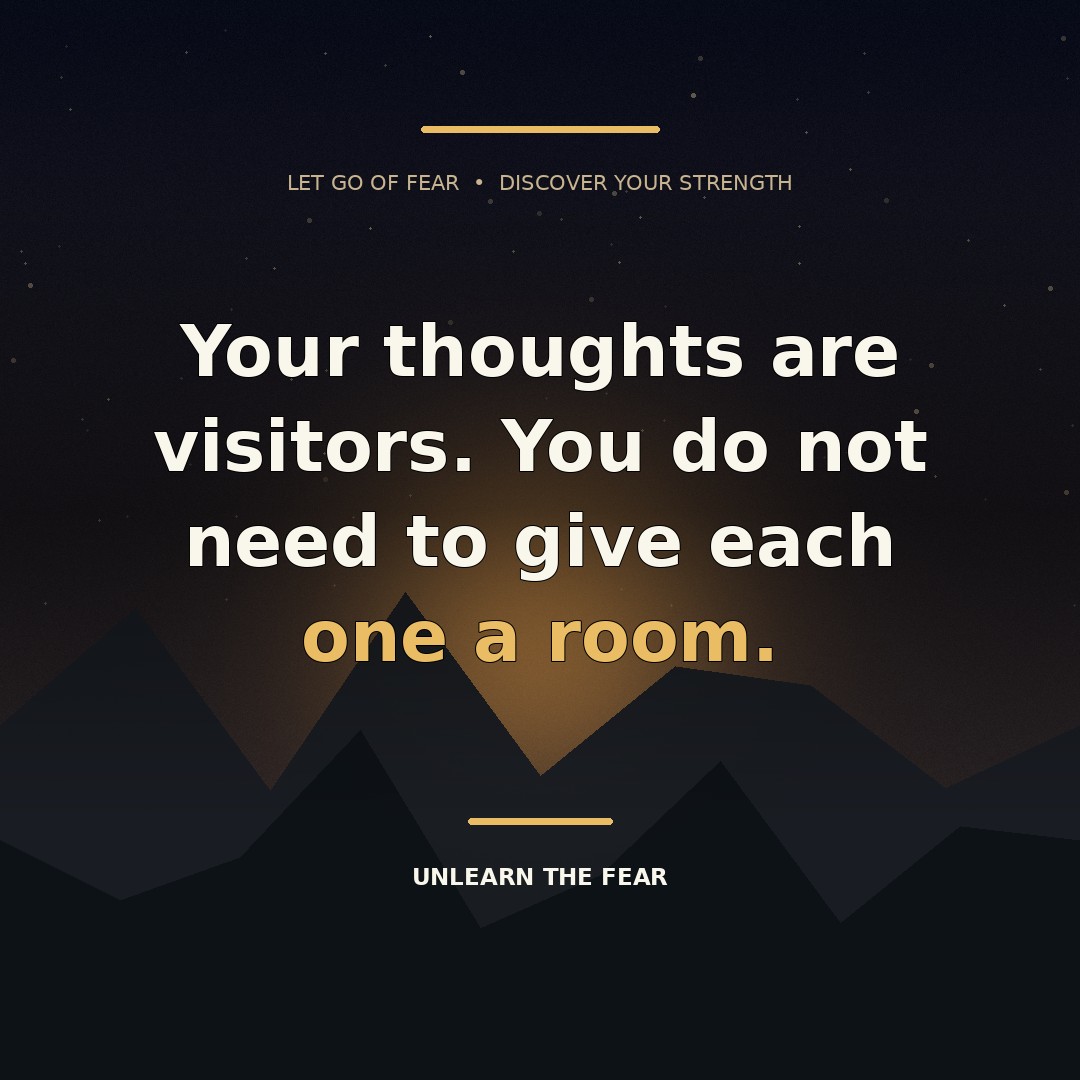 LET GO OF FEAR • DISCOVER YOUR STRENGTH
Your thoughts are
visitors. You do not
need to give each
one a room.
UNLEARN THE FEAR